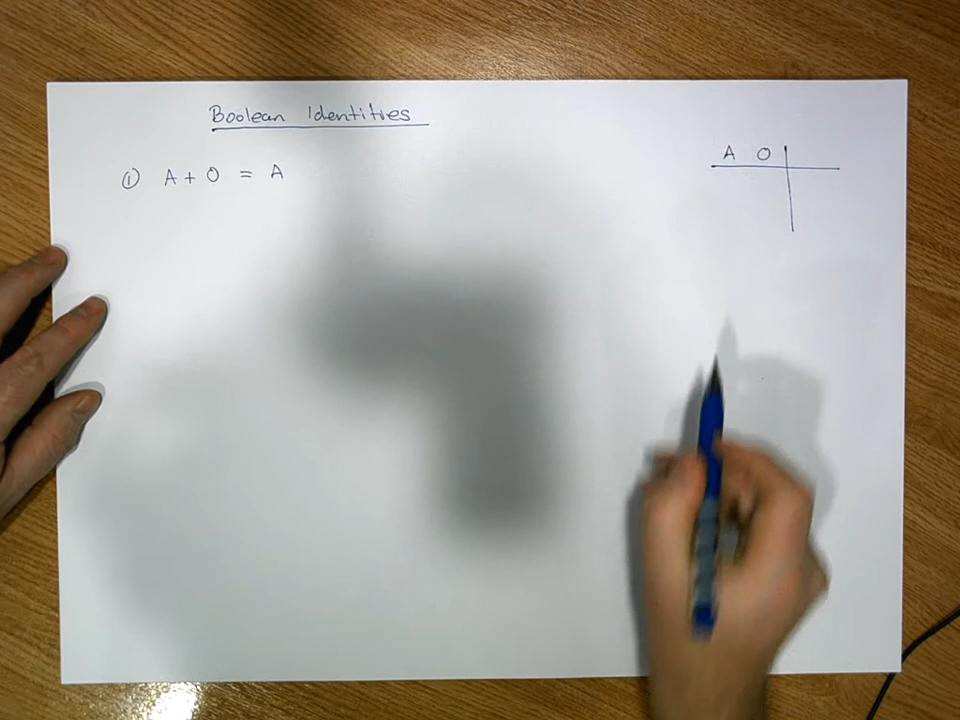 Boolean Identities
① A + 0 = A
A 0